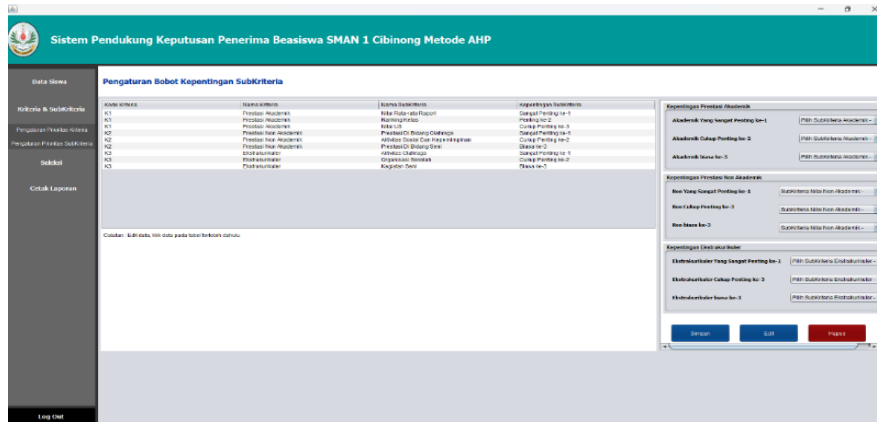 Sistem Pendukung Keputusan Penerima Beasiswa SMAN 1 Cibinong Metode AHP
Data Siswa
Kriteria & SubKriteria
Pengaturan Prioritas Kriteria
Pengaturan Prioritas SubKriteria
Seleksi
Cetak Laporan
Log Out
Pengaturan Bobot Kepentingan SubKriteria
Kode Kriteria Nama Kriteria Nama SubKriteria Kepentingan SubKriteria
K1 Prestasi Akademik Nilai Rata-rata Raport Sangat Penting ke-1
K1 Prestasi Akademik Ranking Kelas Penting ke-2
K1 Prestasi Akademik Nilai US Cukup Penting ke-3
K2 Prestasi Non Akademik Prestasi Di Bidang Olahraga Sangat Penting ke-1
K2 Prestasi Non Akademik Aktivitas Sosial Dan Kepemimpinan Cukup Penting ke-2
K2 Prestasi Non Akademik Prestasi Di Bidang Seni Biasa ke-3
K3 Ekstrakurikuler Aktivitas Olahraga Sangat Penting ke-1
K3 Ekstrakurikuler Organisasi Sekolah Cukup Penting ke-2
K3 Ekstrakurikuler Kegiatan Seni Biasa ke-3
Catatan : Edit data, klik data pada tabel terlebih dahulu
Kepentingan Prestasi Akademik
Akademik Yang Sangat Penting ke-1 Pilih SubKriteria Akademik -
Akademik Cukup Penting ke-2 Pilih SubKriteria Akademik -
Akademik biasa ke-3 Pilih SubKriteria Akademik -
Kepentingan Prestasi Non Akademik
Non Yang Sangat Penting ke-1 SubKriteria Nilai Non Akademik -
Non Cukup Penting ke-2 SubKriteria Nilai Non Akademik -
Non biasa ke-3 SubKriteria Nilai Non Akademik -
Kepentingan Ekstrakurikuler
Ekstrakurikuler Yang Sangat Penting ke-1 Pilih SubKriteria Ekstrakurikuler -
Ekstrakurikuler Cukup Penting ke-2 Pilih SubKriteria Ekstrakurikuler
Ekstrakurikuler biasa ke-3 Pilih SubKriteria Ekstrakurikuler -
Simpan Edit Hapus